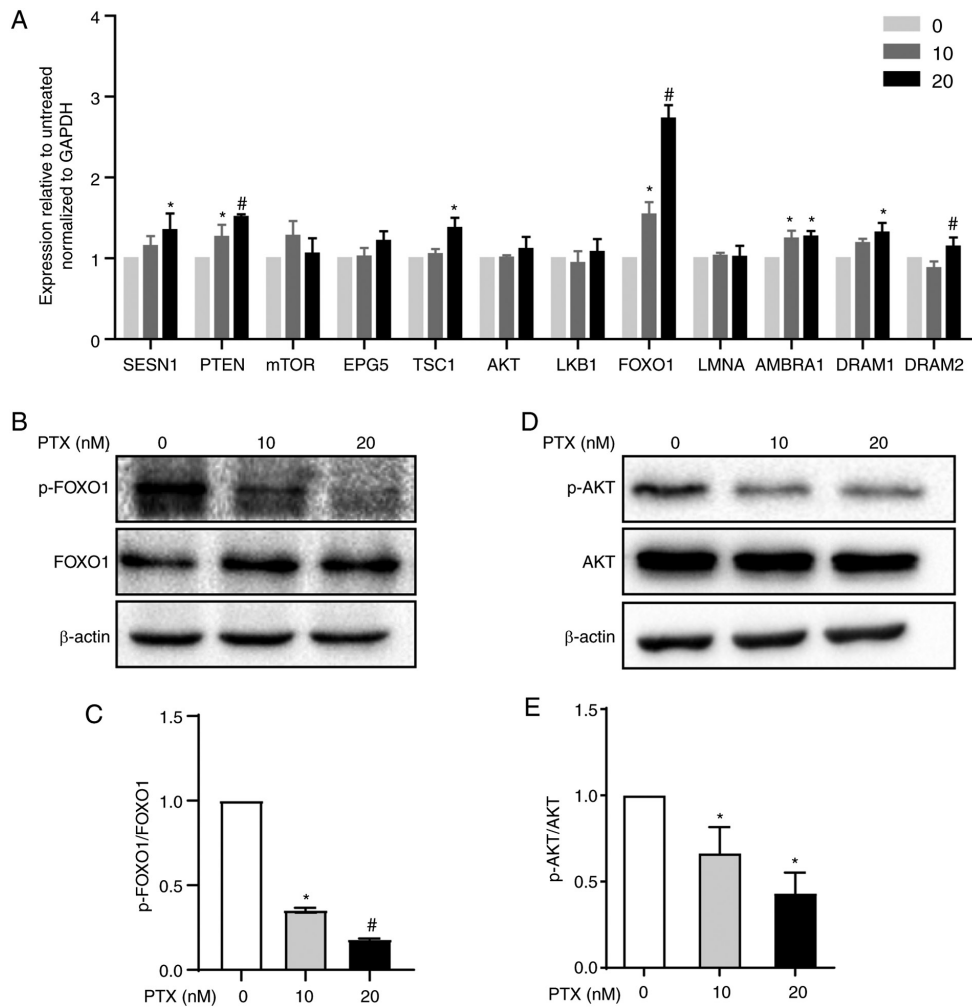 A
Expression relative to untreated
normalized to GAPDH
4
3
2
1
0
0
10
20
* * # * * # * * * #
SESN1 PTEN mTOR EPG5 TSC1 AKT LKB1 FOXO1 LMNA AMBRA1 DRAM1 DRAM2
B
PTX (nM) 0 10 20
p-FOXO1
FOXO1
β-actin
D
PTX (nM) 0 10 20
p-AKT
AKT
β-actin
C
p-FOXO1/FOXO1
1.5
1.0
0.5
0.0
* #
PTX (nM) 0 10 20
E
p-AKT/AKT
1.5
1.0
0.5
0.0
* *
PTX (nM) 0 10 20